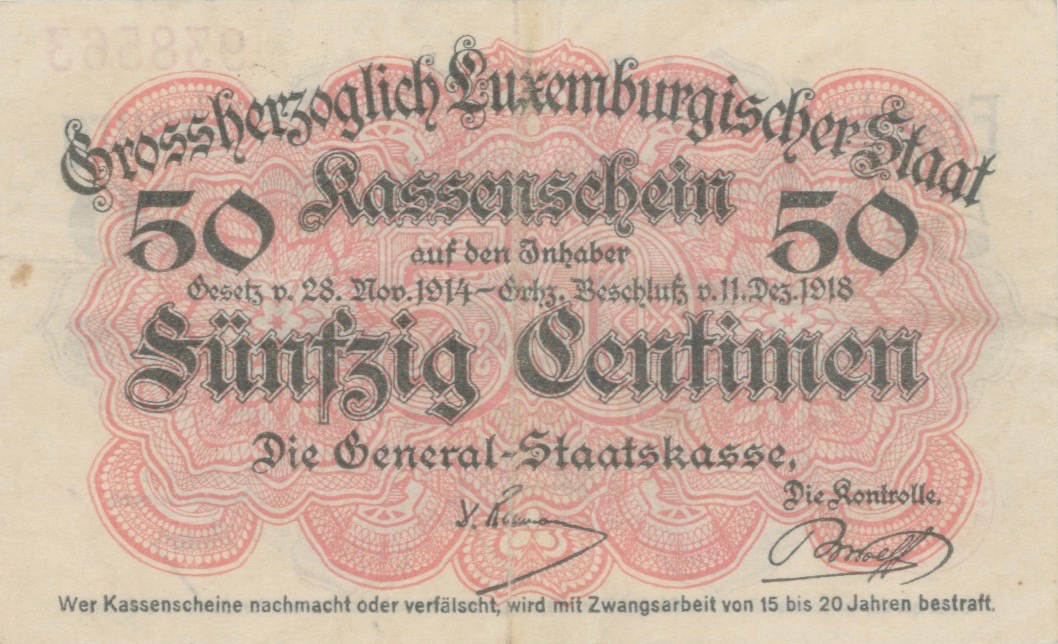 Grossherzoglich Luxemburgischer Staat
50 Kassenschein 50
auf den Inhaber
Gesetz v. 28. Nov. 1914 – Grhz. Beschluß v. 11. Dez. 1918
Fünfzig Centimen
Die General-Staatskasse,
Die Kontrolle.
Wer Kassenscheine nachmacht oder verfälscht, wird mit Zwangsarbeit von 15 bis 20 Jahren bestraft.